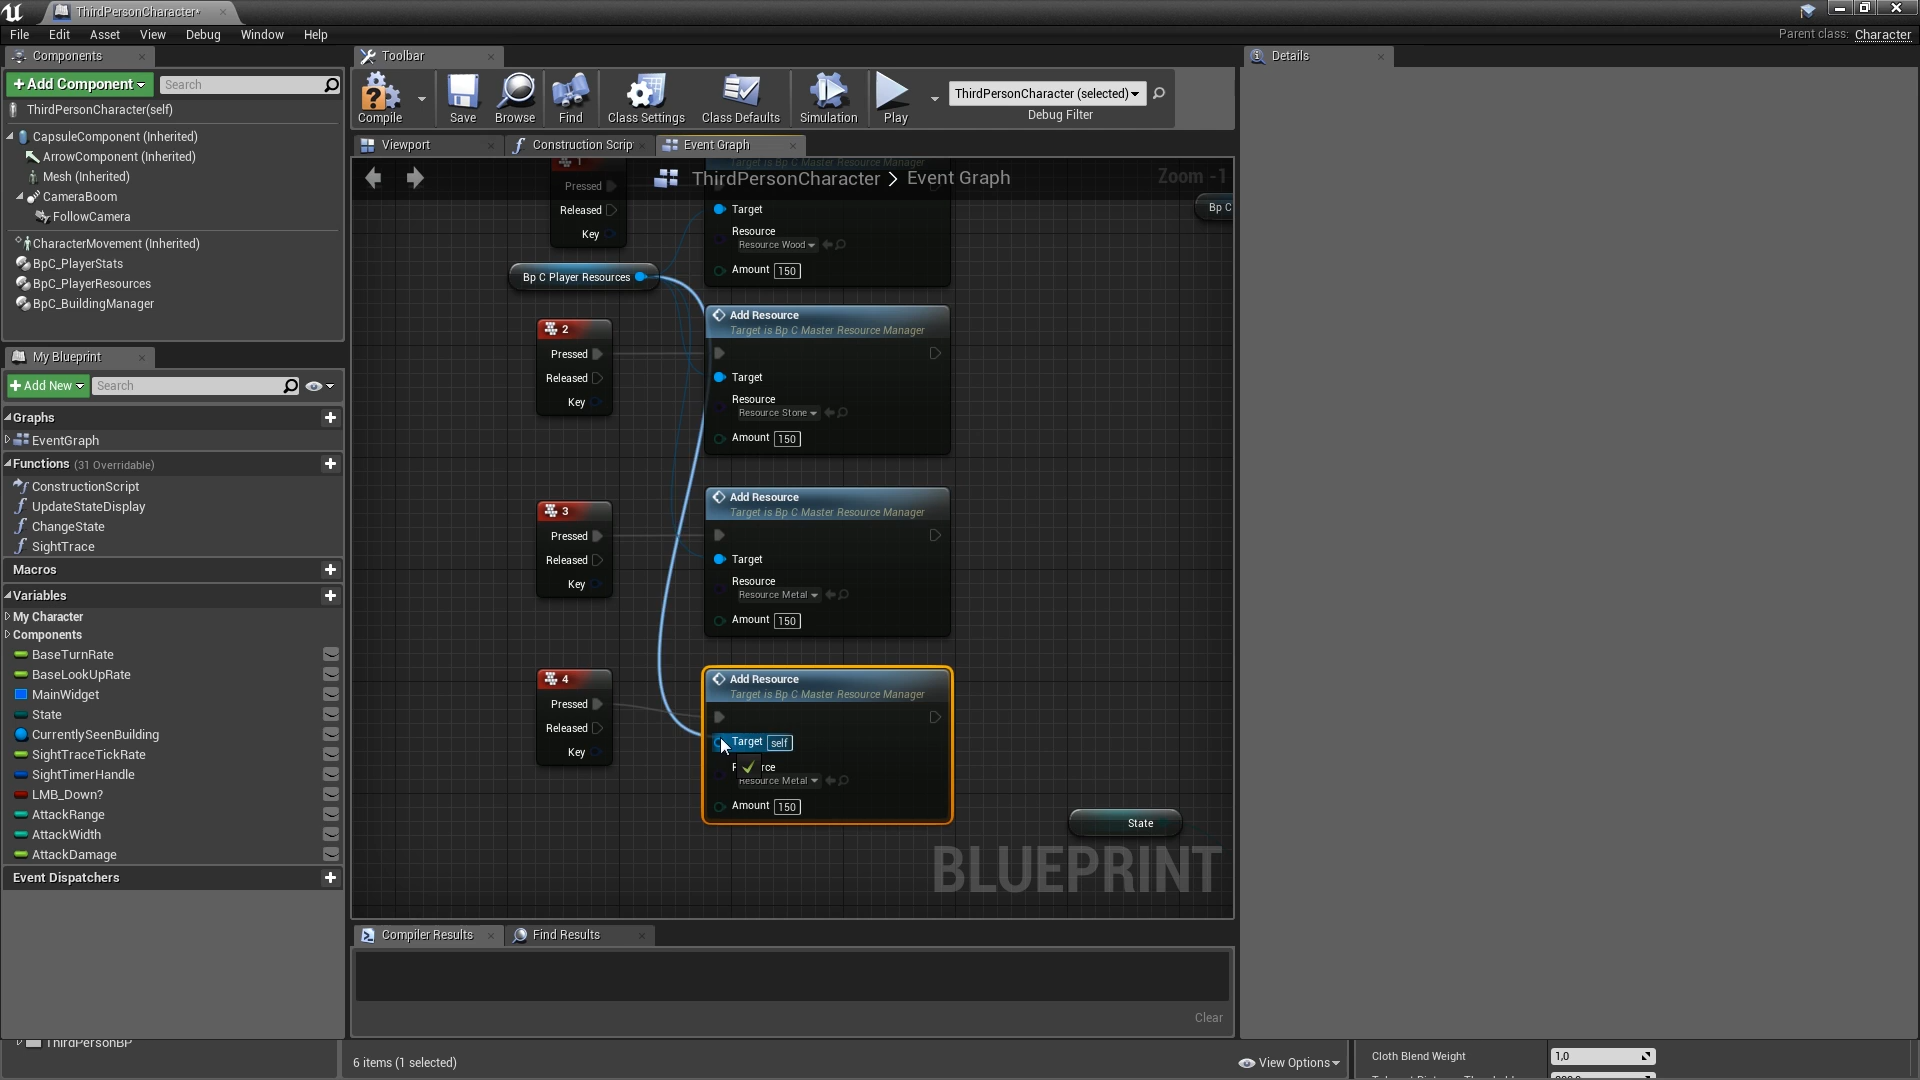 ThirdPersonCharacter*
File Edit Asset View Debug Window Help
Parent class: Character
Components
Toolbar
Details
+ Add Component
Search
ThirdPersonCharacter(self)
CapsuleComponent (Inherited)
ArrowComponent (Inherited)
Mesh (Inherited)
CameraBoom
FollowCamera
CharacterMovement (Inherited)
BpC_PlayerStats
BpC_PlayerResources
BpC_BuildingManager
Compile
Save
Browse
Find
Class Settings
Class Defaults
Simulation
Play
ThirdPersonCharacter (selected)
Debug Filter
Viewport
Construction Scrip
Event Graph
ThirdPersonCharacter > Event Graph
Zoom -1
My Blueprint
+ Add New
Search
Graphs
EventGraph
Functions (31 Overridable)
ConstructionScript
UpdateStateDisplay
ChangeState
SightTrace
Macros
Variables
My Character
Components
BaseTurnRate
BaseLookUpRate
MainWidget
State
CurrentlySeenBuilding
SightTraceTickRate
SightTimerHandle
LMB_Down?
AttackRange
AttackWidth
AttackDamage
Event Dispatchers
ThirdPersonBP
1
Pressed
Released
Key
Target is Bp C Master Resource Manager
Target
Resource
Resource Wood
Amount 150
Bp C
Bp C Player Resources
2
Pressed
Released
Key
Add Resource
Target is Bp C Master Resource Manager
Target
Resource
Resource Stone
Amount 150
3
Pressed
Released
Key
Add Resource
Target is Bp C Master Resource Manager
Target
Resource
Resource Metal
Amount 150
4
Pressed
Released
Key
Add Resource
Target is Bp C Master Resource Manager
Target self
Resource Metal
Amount 150
State
BLUEPRINT
Compiler Results
Find Results
Clear
6 items (1 selected)
View Options
Cloth Blend Weight
1,0